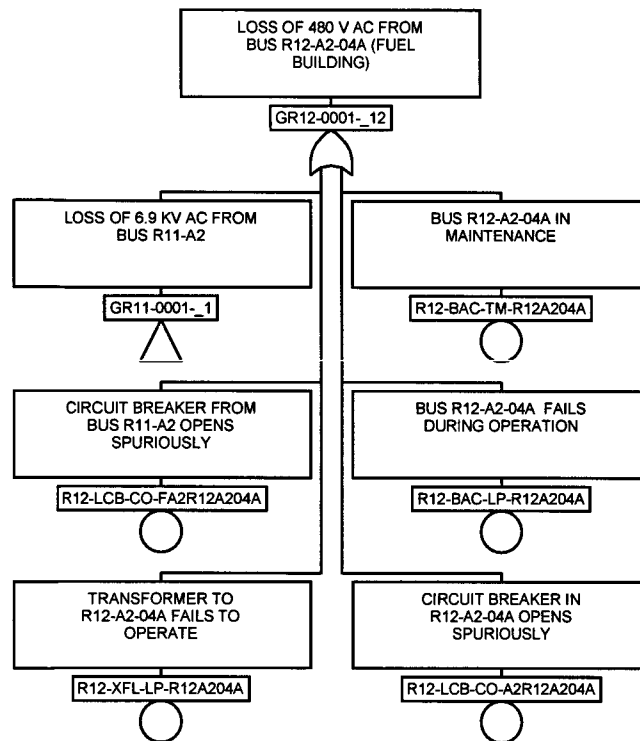 LOSS OF 480 V AC FROM
BUS R12-A2-04A (FUEL
BUILDING)
GR12-0001-_12
LOSS OF 6.9 KV AC FROM
BUS R11-A2
GR11-0001-_1
BUS R12-A2-04A IN
MAINTENANCE
R12-BAC-TM-R12A204A
CIRCUIT BREAKER FROM
BUS R11-A2 OPENS
SPURIOUSLY
R12-LCB-CO-FA2R12A204A
BUS R12-A2-04A FAILS
DURING OPERATION
R12-BAC-LP-R12A204A
TRANSFORMER TO
R12-A2-04A FAILS TO
OPERATE
R12-XFL-LP-R12A204A
CIRCUIT BREAKER IN
R12-A2-04A OPENS
SPURIOUSLY
R12-LCB-CO-A2R12A204A